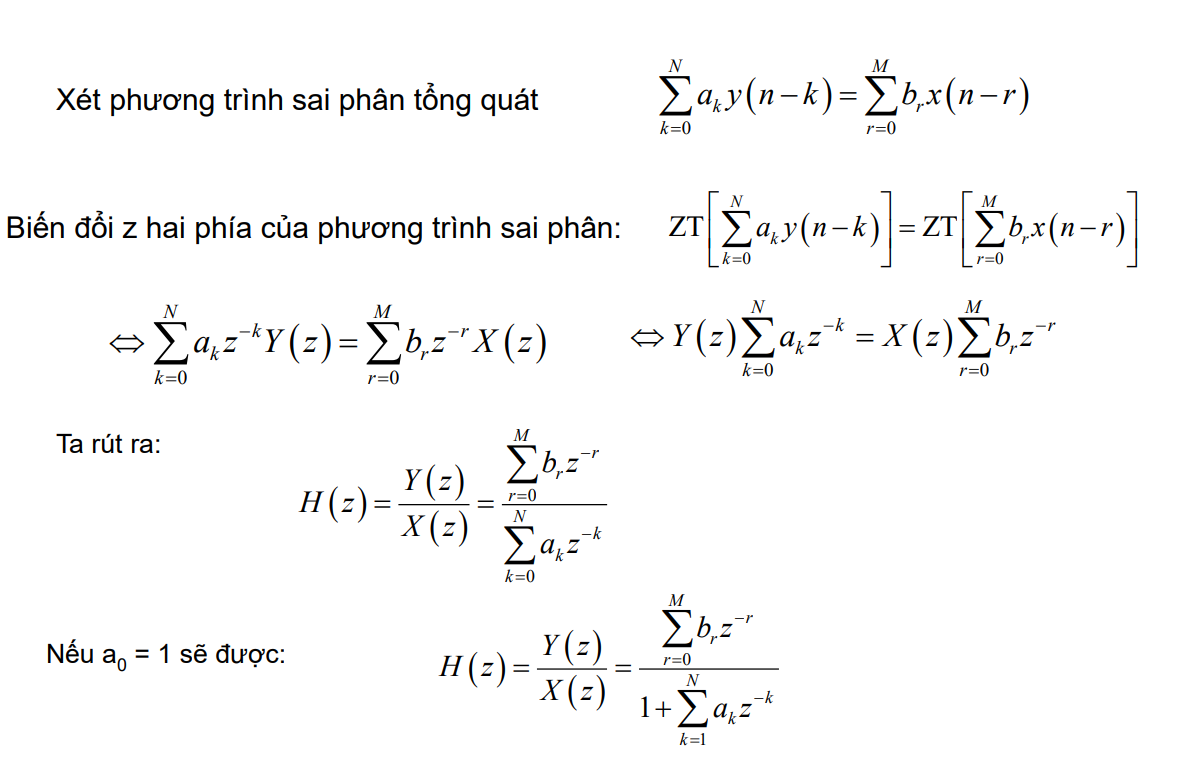 Xét phương trình sai phân tổng quát $\sum_{k=0}^{N} a_k y(n-k) = \sum_{r=0}^{M} b_r x(n-r)$
Biến đổi z hai phía của phương trình sai phân: $\mathrm{ZT}\left[\sum_{k=0}^{N} a_k y(n-k)\right] = \mathrm{ZT}\left[\sum_{r=0}^{M} b_r x(n-r)\right]$
$\Leftrightarrow \sum_{k=0}^{N} a_k z^{-k} Y(z) = \sum_{r=0}^{M} b_r z^{-r} X(z)$ $\Leftrightarrow Y(z) \sum_{k=0}^{N} a_k z^{-k} = X(z) \sum_{r=0}^{M} b_r z^{-r}$
Ta rút ra:
$H(z) = \frac{Y(z)}{X(z)} = \frac{\sum_{r=0}^{M} b_r z^{-r}}{\sum_{k=0}^{N} a_k z^{-k}}$
Nếu a₀ = 1 sẽ được: $H(z) = \frac{Y(z)}{X(z)} = \frac{\sum_{r=0}^{M} b_r z^{-r}}{1 + \sum_{k=1}^{N} a_k z^{-k}}$